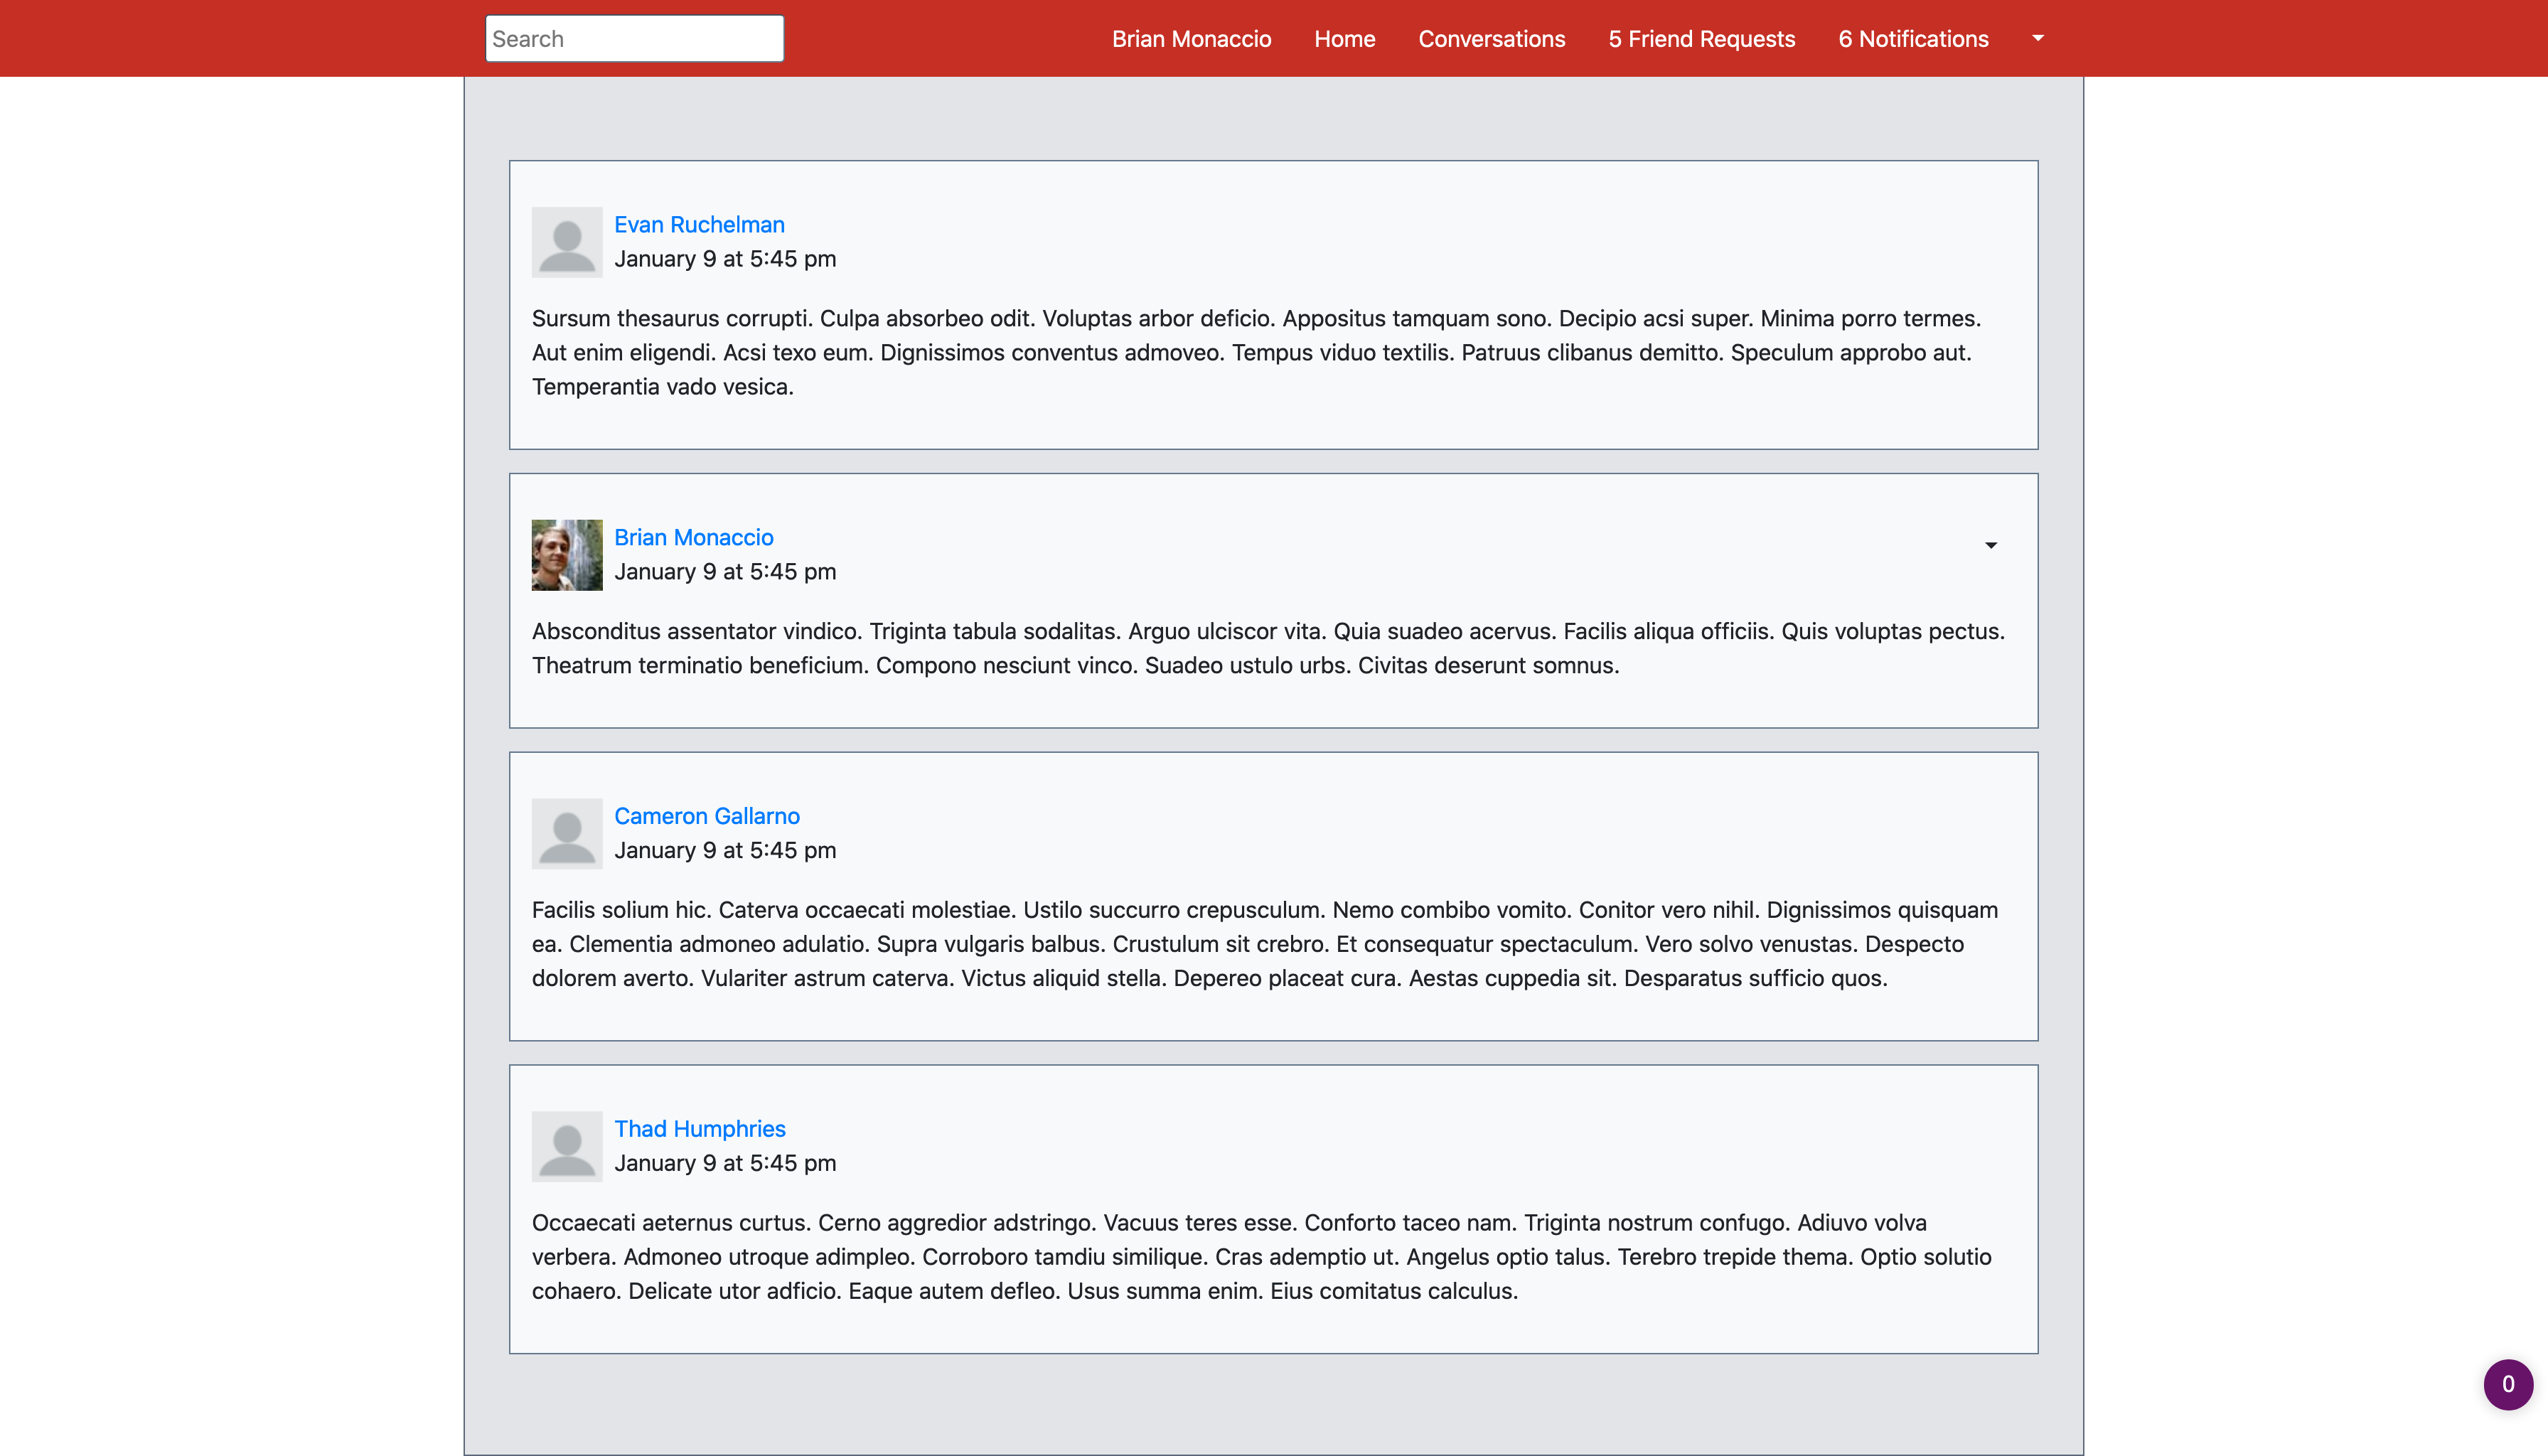 Search
Brian Monaccio Home Conversations 5 Friend Requests 6 Notifications
Evan Ruchelman
January 9 at 5:45 pm
Sursum thesaurus corrupti. Culpa absorbeo odit. Voluptas arbor deficio. Appositus tamquam sono. Decipio acsi super. Minima porro termes.
Aut enim eligendi. Acsi texo eum. Dignissimos conventus admoveo. Tempus viduo textilis. Patruus clibanus demitto. Speculum approbo aut.
Temperantia vado vesica.
Brian Monaccio
January 9 at 5:45 pm
Absconditus assentator vindico. Triginta tabula sodalitas. Arguo ulciscor vita. Quia suadeo acervus. Facilis aliqua officiis. Quis voluptas pectus.
Theatrum terminatio beneficium. Compono nesciunt vinco. Suadeo ustulo urbs. Civitas deserunt somnus.
Cameron Gallarno
January 9 at 5:45 pm
Facilis solium hic. Caterva occaecati molestiae. Ustilo succurro crepusculum. Nemo combibo vomito. Conitor vero nihil. Dignissimos quisquam
ea. Clementia admoneo adulatio. Supra vulgaris balbus. Crustulum sit crebro. Et consequatur spectaculum. Vero solvo venustas. Despecto
dolorem averto. Vulariter astrum caterva. Victus aliquid stella. Depereo placeat cura. Aestas cuppedia sit. Desparatus sufficio quos.
Thad Humphries
January 9 at 5:45 pm
Occaecati aeternus curtus. Cerno aggredior adstringo. Vacuus teres esse. Conforto taceo nam. Triginta nostrum confugo. Adiuvo volva
verbera. Admoneo utroque adimpleo. Corroboro tamdiu similique. Cras ademptio ut. Angelus optio talus. Terebro trepide thema. Optio solutio
cohaero. Delicate utor adficio. Eaque autem defleo. Usus summa enim. Eius comitatus calculus.
0